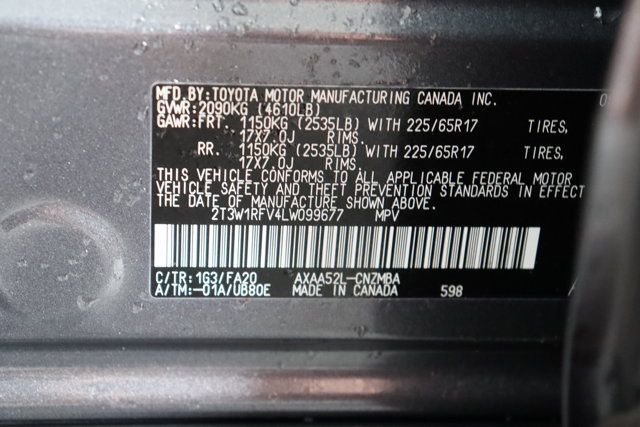 MFD.BY:TOYOTA MOTOR MANUFACTURING CANADA INC.
GVWR:2090KG (4610LB)
GAWR:FRT. 1150KG (2535LB) WITH 225/65R17 TIRES,
17X7.0J RIMS.
RR. 1150KG (2535LB) WITH 225/65R17 TIRES,
17X7.0J RIMS.
THIS VEHICLE CONFORMS TO ALL APPLICABLE FEDERAL MOTOR
VEHICLE SAFETY AND THEFT PREVENTION STANDARDS IN EFFECT
THE DATE OF MANUFACTURE SHOWN ABOVE.
2T3W1RFV4LW099677 MPV
C/TR:1G3/FA20 AXAA52L-CNZMBA
A/TM:-01A/UB80E MADE IN CANADA 598